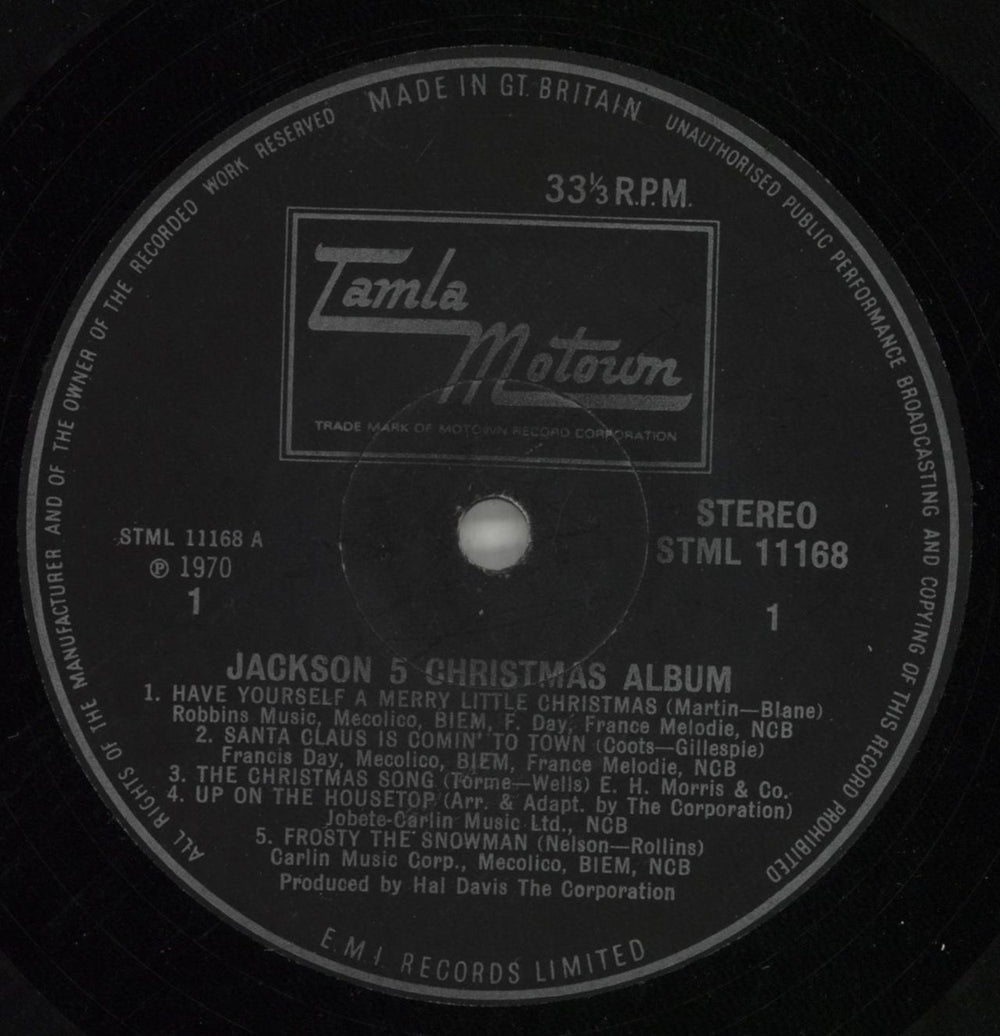 MADE IN GT. BRITAIN
UNAUTHORISED PUBLIC PERFORMANCE BROADCASTING AND COPYING OF THIS RECORD PROHIBITED
ALL RIGHTS OF THE MANUFACTURER AND OF THE OWNER OF THE RECORDED WORK RESERVED
33⅓ R.P.M.
Tamla
Motown
TRADE MARK OF MOTOWN RECORD CORPORATION
STEREO
STML 11168
1
STML 11168 A
℗ 1970
1
JACKSON 5 CHRISTMAS ALBUM
1. HAVE YOURSELF A MERRY LITTLE CHRISTMAS (Martin—Blane)
Robbins Music, Mecolico, BIEM, F. Day, France Melodie, NCB
2. SANTA CLAUS IS COMIN' TO TOWN (Coots—Gillespie)
Francis Day, Mecolico, BIEM, France Melodie, NCB
3. THE CHRISTMAS SONG (Torme—Wells) E. H. Morris & Co.
4. UP ON THE HOUSETOP (Arr. & Adapt. by The Corporation)
Jobete-Carlin Music Ltd., NCB
5. FROSTY THE SNOWMAN (Nelson—Rollins)
Carlin Music Corp., Mecolico, BIEM, NCB
Produced by Hal Davis The Corporation
E.M.I RECORDS LIMITED